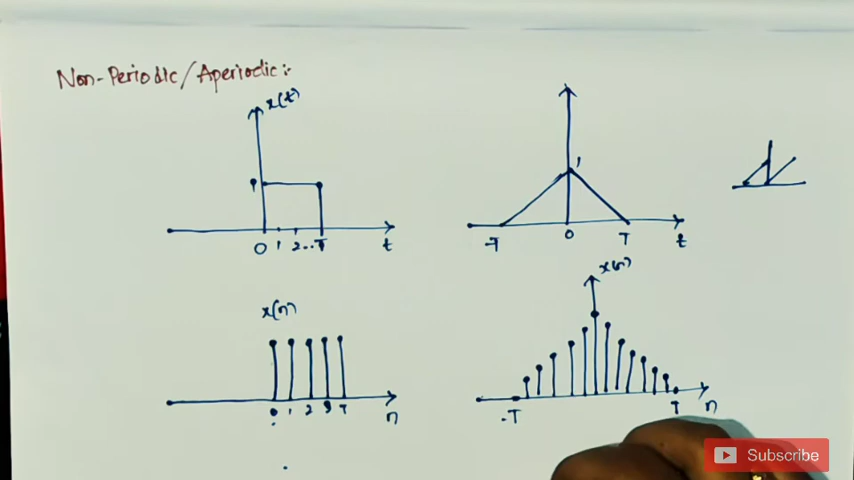 Non-Periodic/Aperiodic:-
x(t)
1
1
0 1 2...T
t
-T 0 T
t
x(n)
x(n)
0 1 2 3 T
n
-T
T n
Subscribe